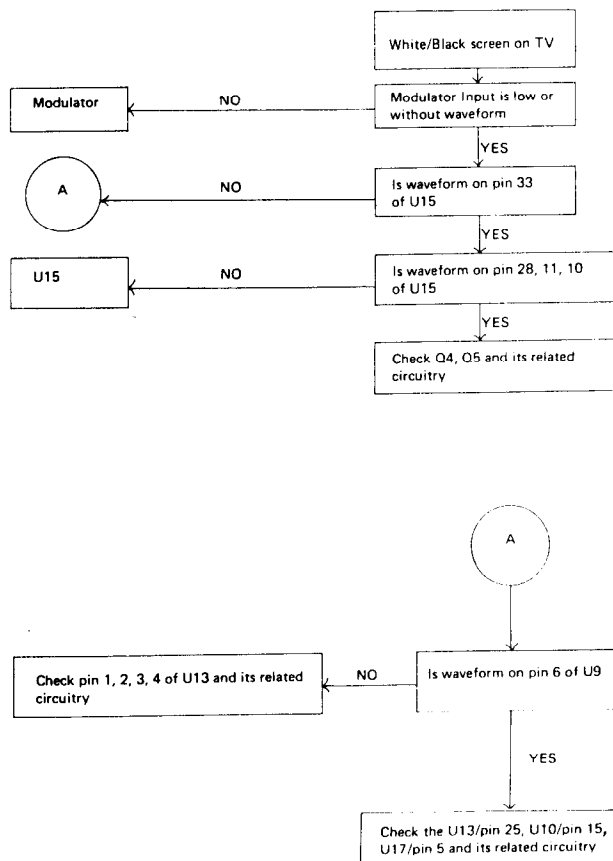 White/Black screen on TV
Modulator
NO
Modulator Input is low or
without waveform
YES
A
NO
Is waveform on pin 33
of U15
YES
U15
NO
Is waveform on pin 28, 11, 10
of U15
YES
Check Q4, Q5 and its related
circuitry
A
Check pin 1, 2, 3, 4 of U13 and its related
circuitry
NO
Is waveform on pin 6 of U9
YES
Check the U13/pin 25, U10/pin 15,
U17/pin 5 and its related circuitry